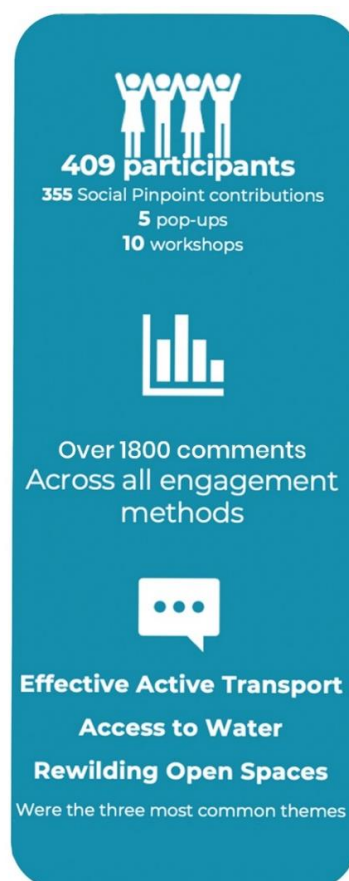 409 participants
355 Social Pinpoint contributions
5 pop-ups
10 workshops
Over 1800 comments
Across all engagement
methods
Effective Active Transport
Access to Water
Rewilding Open Spaces
Were the three most common themes